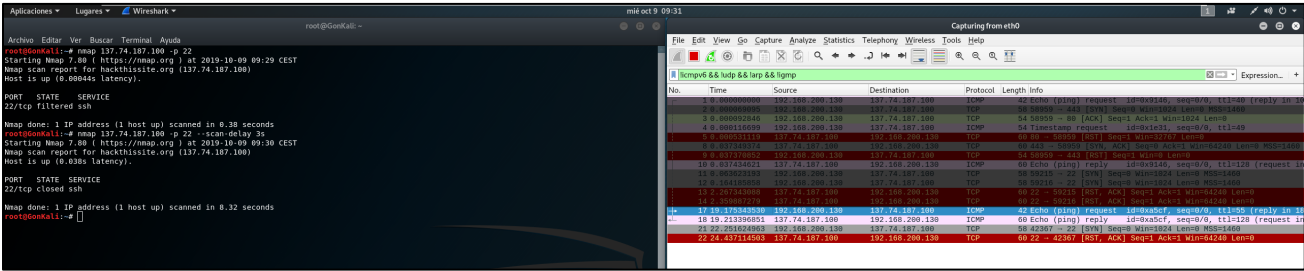 Aplicaciones ▾ Lugares ▾ Wireshark ▾ mié oct 9 09:31 1
root@GonKali: ~
Archivo Editar Ver Buscar Terminal Ayuda
root@GonKali:~# nmap 137.74.187.100 -p 22
Starting Nmap 7.80 ( https://nmap.org ) at 2019-10-09 09:29 CEST
Nmap scan report for hackthissite.org (137.74.187.100)
Host is up (0.00044s latency).
PORT STATE SERVICE
22/tcp filtered ssh
Nmap done: 1 IP address (1 host up) scanned in 0.38 seconds
root@GonKali:~# nmap 137.74.187.100 -p 22 --scan-delay 3s
Starting Nmap 7.80 ( https://nmap.org ) at 2019-10-09 09:30 CEST
Nmap scan report for hackthissite.org (137.74.187.100)
Host is up (0.038s latency).
PORT STATE SERVICE
22/tcp closed ssh
Nmap done: 1 IP address (1 host up) scanned in 8.32 seconds
root@GonKali:~#
Capturing from eth0
File Edit View Go Capture Analyze Statistics Telephony Wireless Tools Help
!icmpv6 && !udp && !arp && !igmp Expression... +
No. Time Source Destination Protocol Length Info
1 0.000000000 192.168.200.130 137.74.187.100 ICMP 42 Echo (ping) request id=0x9146, seq=0/0, ttl=40 (reply in 10
192.168.200.130 137.74.187.100 TCP 58 58959 → 443 [SYN] Seq=0 Win=1024 Len=0 MSS=1460
3 0.000092846 192.168.200.130 137.74.187.100 TCP 54 58959 → 80 [ACK] Seq=1 Ack=1 Win=1024 Len=0
4 0.000116699 192.168.200.130 137.74.187.100 ICMP 54 Timestamp request id=0x1e31, seq=0/0, ttl=49
5 0.000531119 137.74.187.100 192.168.200.130 TCP 60 80 → 58959 [RST] Seq=1 Win=32767 Len=0
6 0.037349374 137.74.187.100 192.168.200.130 TCP 60 443 → 58959 [SYN, ACK] Seq=0 Ack=1 Win=64240 Len=0 MSS=1460
9 0.037370852 192.168.200.130 137.74.187.100 TCP 54 58959 → 443 [RST] Seq=1 Win=0 Len=0
10 0.037434621 137.74.187.100 192.168.200.130 ICMP 60 Echo (ping) reply id=0x9146, seq=0/0, ttl=128 (request in
11 0.063623193 192.168.200.130 137.74.187.100 TCP 58 59215 → 22 [SYN] Seq=0 Win=1024 Len=0 MSS=1460
12 0.164165858 192.168.200.130 137.74.187.100 TCP 58 59216 → 22 [SYN] Seq=0 Win=1024 Len=0 MSS=1460
13 2.267343068 137.74.187.100 192.168.200.130 TCP 60 22 → 59215 [RST, ACK] Seq=1 Ack=1 Win=64240 Len=0
14 2.359887279 137.74.187.100 192.168.200.130 TCP 60 22 → 59216 [RST, ACK] Seq=1 Ack=1 Win=64240 Len=0
17 19.175343530 192.168.200.130 137.74.187.100 ICMP 42 Echo (ping) request id=0xa5cf, seq=0/0, ttl=55 (reply in 18
18 19.213396851 137.74.187.100 192.168.200.130 ICMP 60 Echo (ping) reply id=0xa5cf, seq=0/0, ttl=128 (request in
21 22.251624963 192.168.200.130 137.74.187.100 TCP 58 42367 → 22 [SYN] Seq=0 Win=1024 Len=0 MSS=1460
22 24.437114503 137.74.187.100 192.168.200.130 TCP 60 22 → 42367 [RST, ACK] Seq=1 Ack=1 Win=64240 Len=0